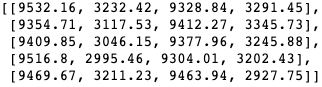 [[9532.16, 3232.42, 9328.84, 3291.45],
[9354.71, 3117.53, 9412.27, 3345.73],
[9409.85, 3046.15, 9377.96, 3245.88],
[9516.8, 2995.46, 9304.01, 3202.43],
[9469.67, 3211.23, 9463.94, 2927.75]]